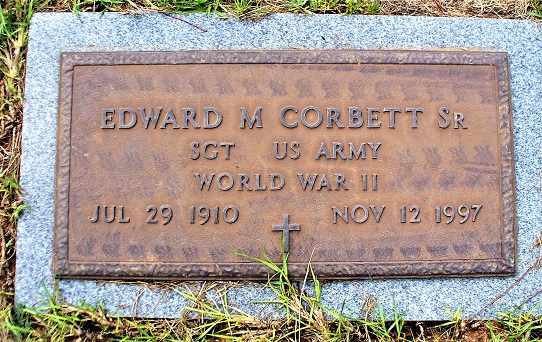 EDWARD M CORBETT SR
SGT US ARMY
WORLD WAR II
JUL 29 1910 NOV 12 1997